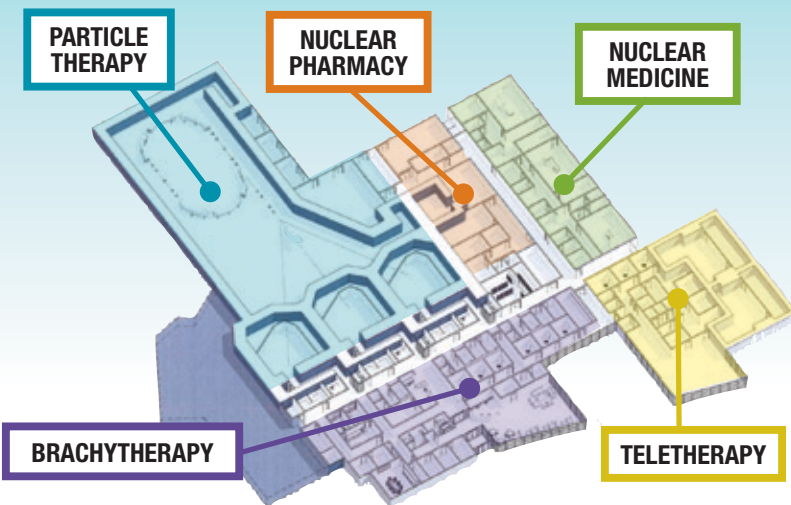 PARTICLE
THERAPY
NUCLEAR
PHARMACY
NUCLEAR
MEDICINE
BRACHYTHERAPY
TELETHERAPY